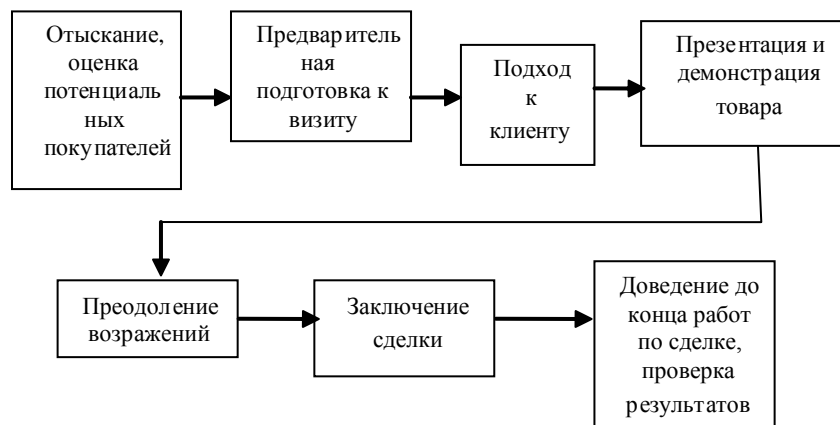 Отыскание,
оценка
потенциаль
ных
покупателей
Предваритель
ная
подготовка к
визиту
Подход
к
клиенту
Презентация и
демонстрация
товара
Преодоление
возражений
Заключение
сделки
Доведение до
конца работ
по сделке,
проверка
результатов